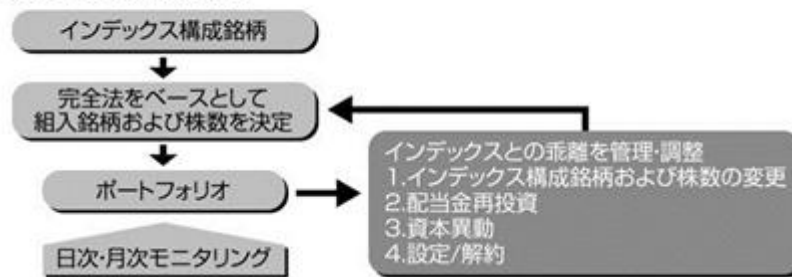 インデックス構成銘柄
完全法をベースとして
組入銘柄および株数を決定
ポートフォリオ
日次・月次モニタリング
インデックスとの乖離を管理・調整
1.インデックス構成銘柄および株数の変更
2.配当金再投資
3.資本異動
4.設定/解約